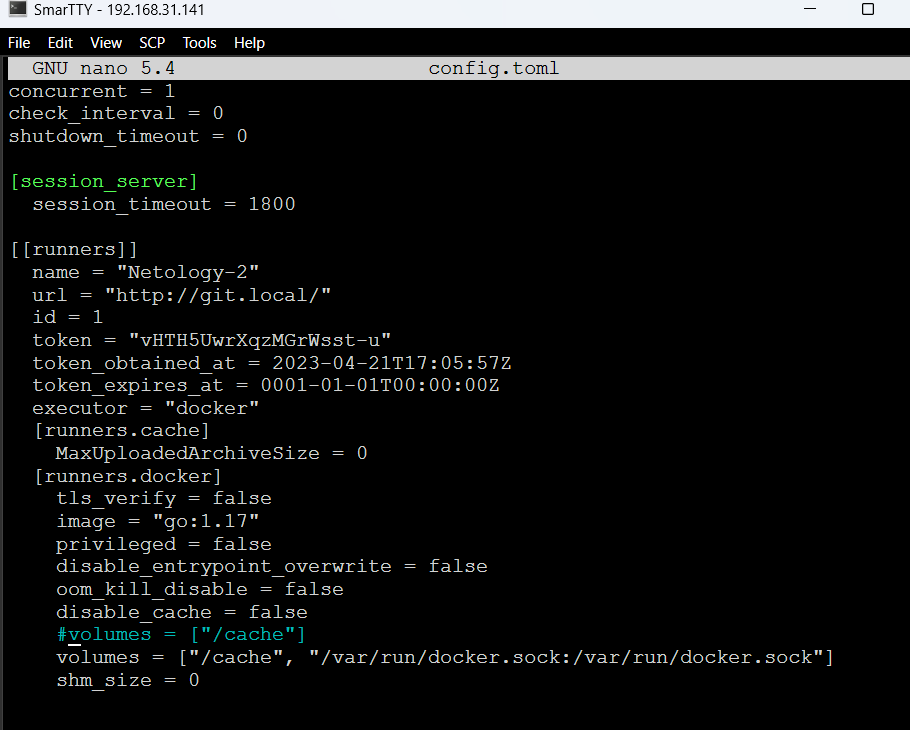 SmarTTY - 192.168.31.141
File Edit View SCP Tools Help
GNU nano 5.4 config.toml
concurrent = 1
check_interval = 0
shutdown_timeout = 0
[session_server]
session_timeout = 1800
[[runners]]
name = "Netology-2"
url = "http://git.local/"
id = 1
token = "vHTH5UwrXqzMGrWsst-u"
token_obtained_at = 2023-04-21T17:05:57Z
token_expires_at = 0001-01-01T00:00:00Z
executor = "docker"
[runners.cache]
MaxUploadedArchiveSize = 0
[runners.docker]
tls_verify = false
image = "go:1.17"
privileged = false
disable_entrypoint_overwrite = false
oom_kill_disable = false
disable_cache = false
#volumes = ["/cache"]
volumes = ["/cache", "/var/run/docker.sock:/var/run/docker.sock"]
shm_size = 0